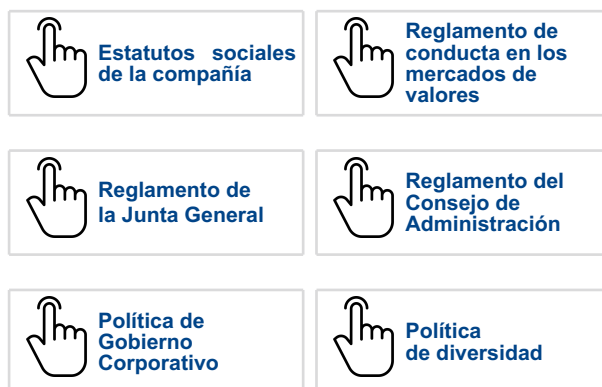 Estatutos sociales
de la compañía
Reglamento de
conducta en los
mercados de
valores
Reglamento de
la Junta General
Reglamento del
Consejo de
Administración
Política de
Gobierno
Corporativo
Política
de diversidad